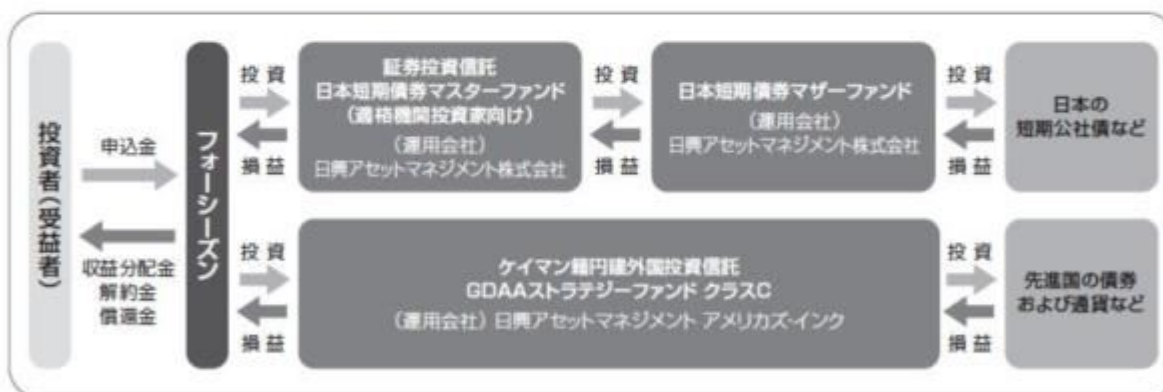 投資者(受益者)
申込金
収益分配金
解約金
償還金
フォーシーズン
投 資
損 益
証券投資信託
日本短期債券マスターファンド
(適格機関投資家向け)
(運用会社)
日興アセットマネジメント株式会社
投 資
損 益
日本短期債券マザーファンド
(運用会社)
日興アセットマネジメント株式会社
投 資
損 益
日本の
短期公社債など
投 資
損 益
ケイマン籍円建外国投資信託
GDAAストラテジーファンド クラスC
(運用会社) 日興アセットマネジメント アメリカズ・インク
投 資
損 益
先進国の債券
および通貨など